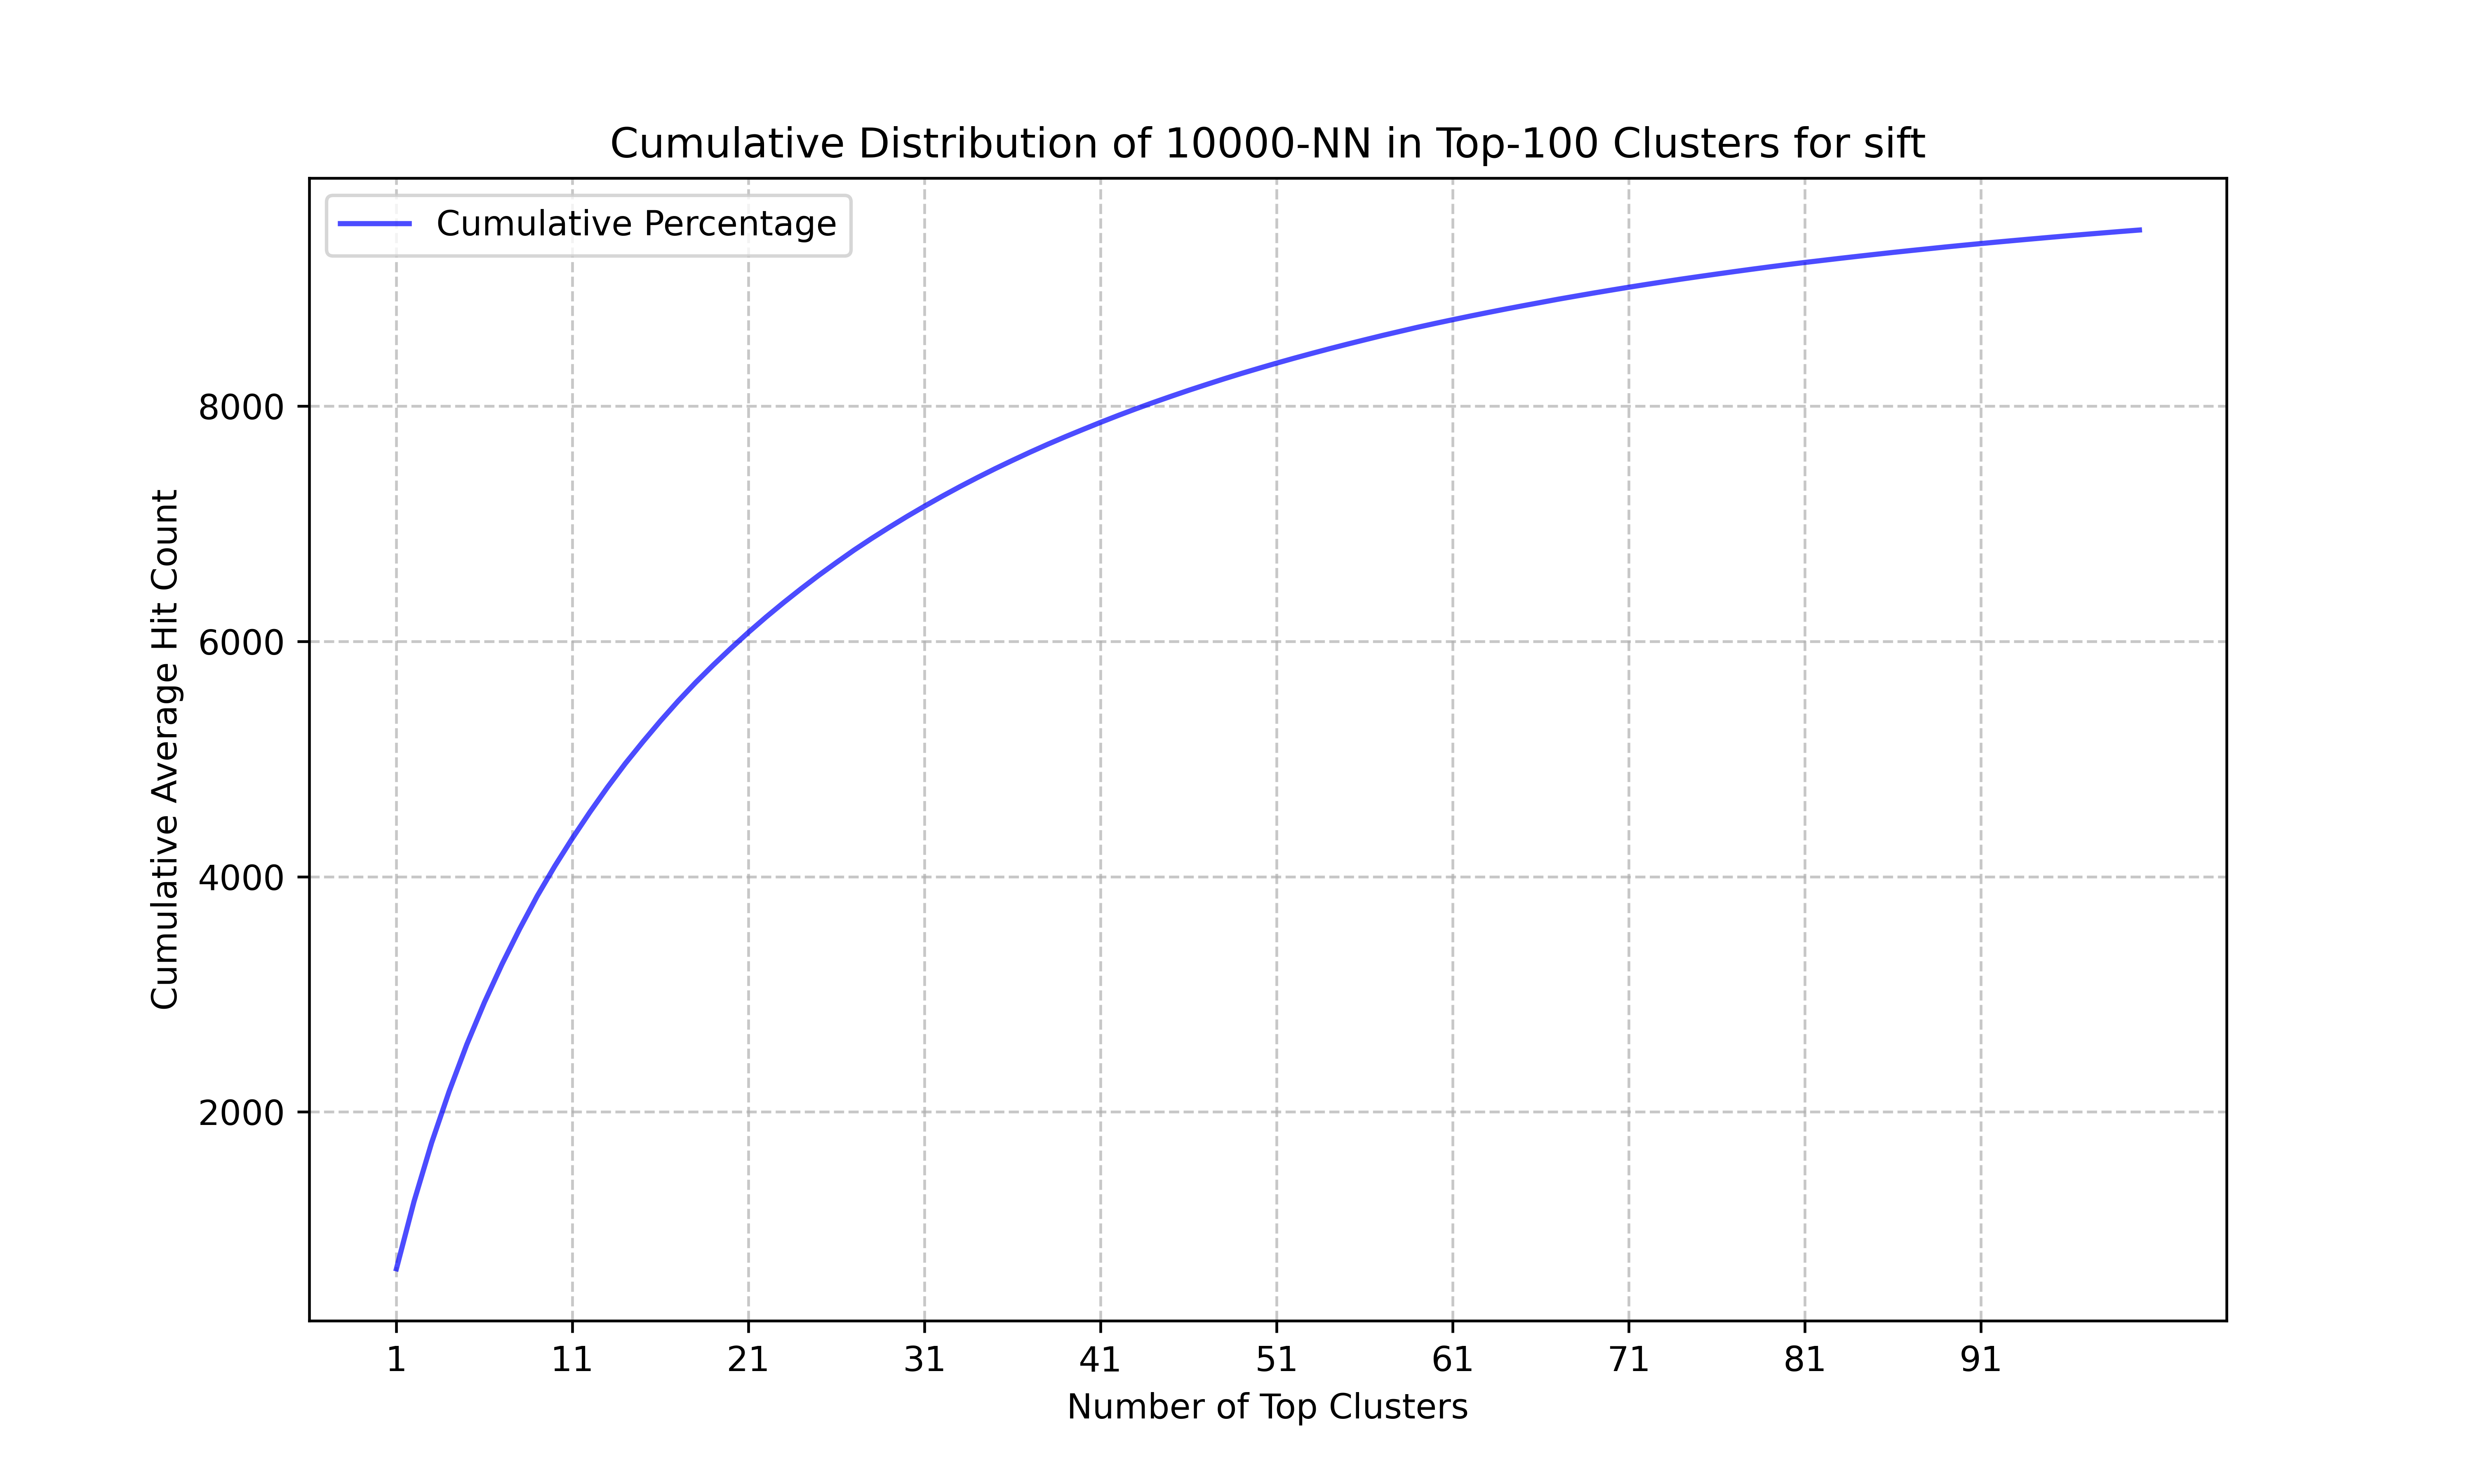 Cumulative Distribution of 10000-NN in Top-100 Clusters for sift
Cumulative Percentage
Cumulative Average Hit Count
8000
6000
4000
2000
1 11 21 31 41 51 61 71 81 91
Number of Top Clusters